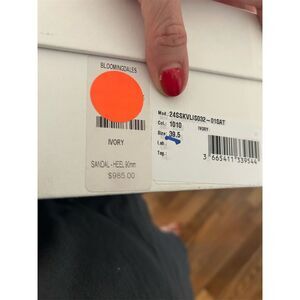 BLOOMINGDALES
IVORY
SANDAL - HEEL 90mm
$985.00
Mod.: 24SSKVLIS032-01SAT
Col.: 1010
IVORY
Size: 39.5
Lab.:
Tag.:
3 665411 339544